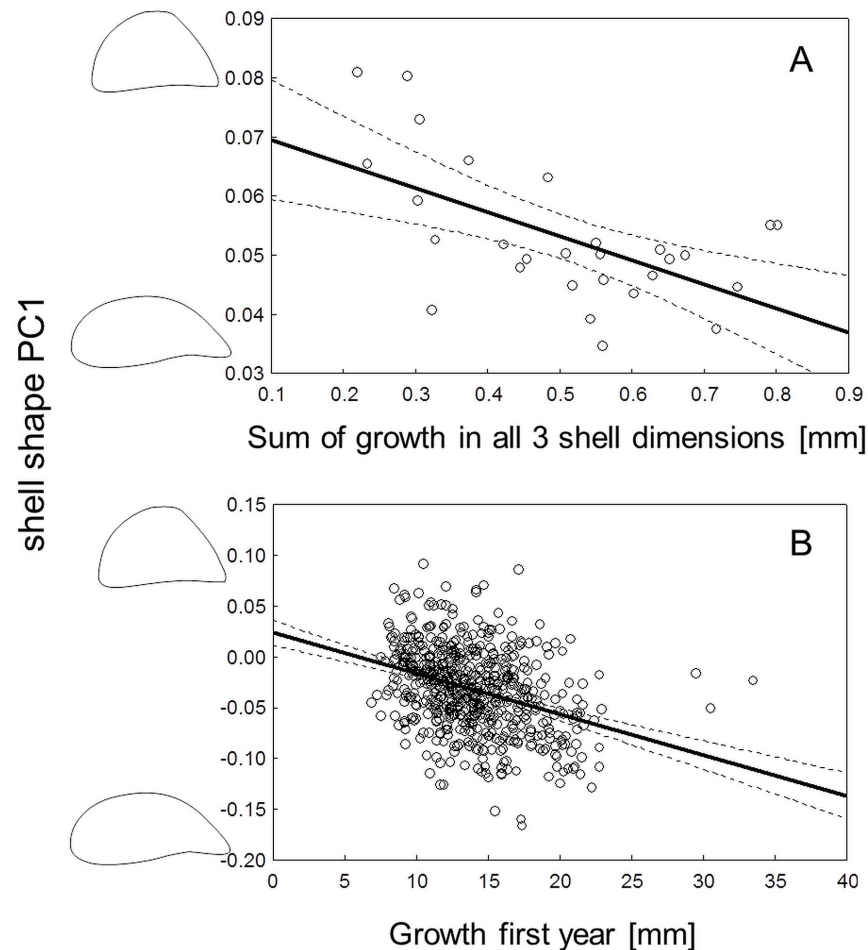 shell shape PC1
A
0.09
0.08
0.07
0.06
0.05
0.04
0.03
0.1 0.2 0.3 0.4 0.5 0.6 0.7 0.8 0.9
Sum of growth in all 3 shell dimensions [mm]
B
0.15
0.10
0.05
0.00
-0.05
-0.10
-0.15
-0.20
0 5 10 15 20 25 30 35 40
Growth first year [mm]